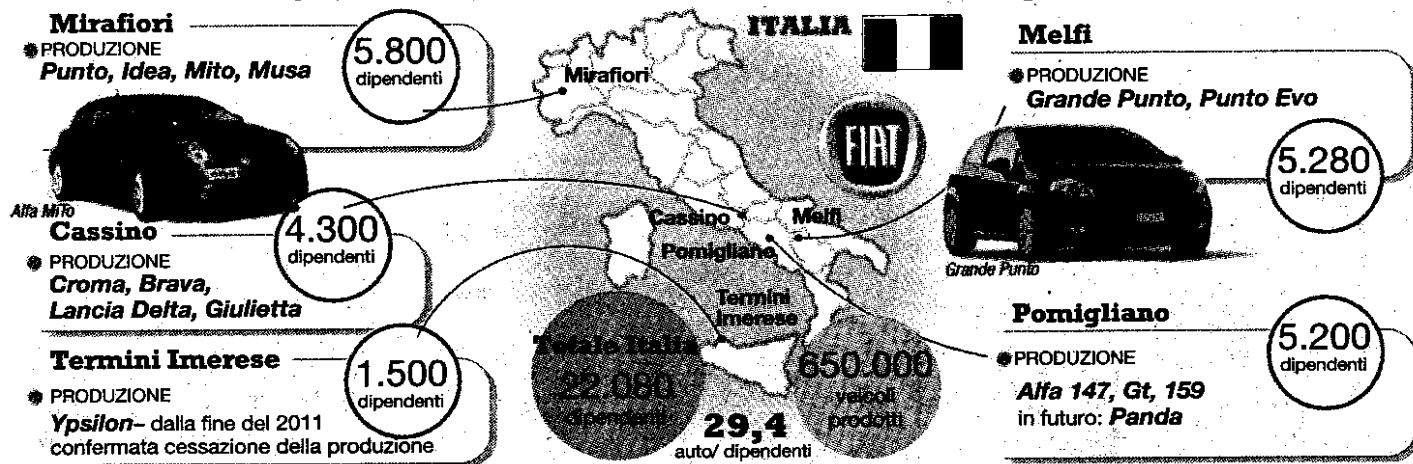 Mirafiori
PRODUZIONE
Punto, Idea, Mito, Musa
5.800
dipendenti
Alfa MiTo
Cassino
PRODUZIONE
Croma, Brava,
Lancia Delta, Giulietta
4.300
dipendenti
Termini Imerese
PRODUZIONE
Ypsilon– dalla fine del 2011
confermata cessazione della produzione
1.500
dipendenti
ITALIA
Mirafiori
FIAT
Cassino
Melfi
Pomigliano
Termini
Imerese
Totale Italia
22.080
dipendenti
650.000
veicoli
prodotti
29,4
auto/ dipendenti
Melfi
PRODUZIONE
Grande Punto, Punto Evo
5.280
dipendenti
Grande Punto
Pomigliano
PRODUZIONE
Alfa 147, Gt, 159
in futuro: Panda
5.200
dipendenti